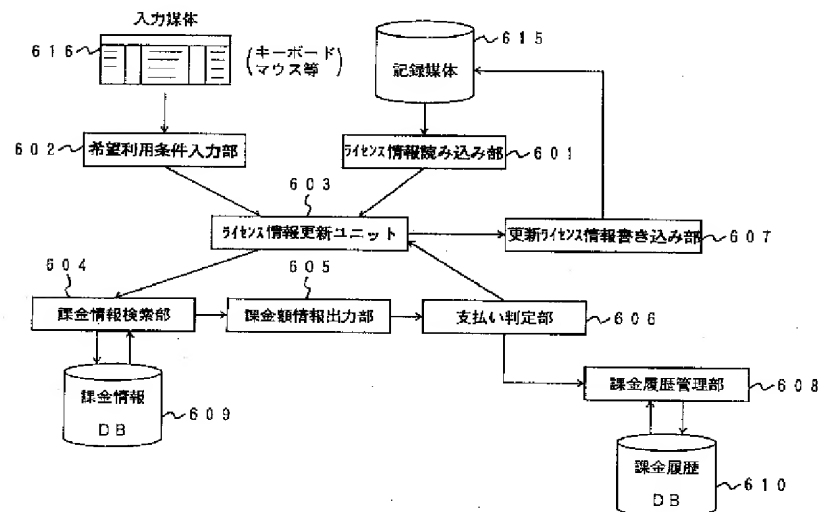 入力媒体
616
(キーボード
マウス等)
615
記録媒体
602
希望利用条件入力部
ライセンス情報読み込み部
601
603
ライセンス情報更新ユニット
更新ライセンス情報書き込み部
607
604
605
課金情報検索部
課金額情報出力部
支払い判定部
606
課金情報
DB
609
課金履歴管理部
608
課金履歴
DB
610